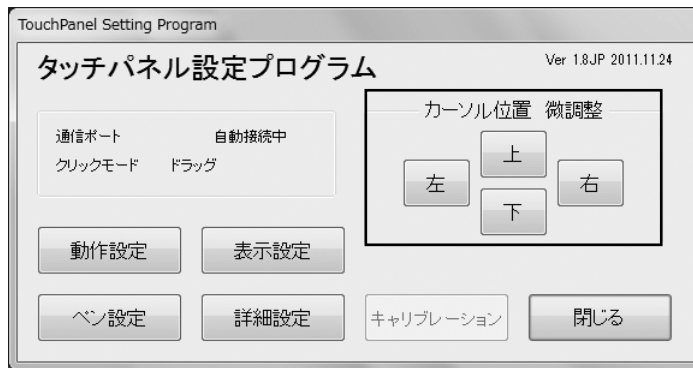 TouchPanel Setting Program
タッチパネル設定プログラム
Ver 1.8JP 2011.11.24
通信ポート 自動接続中
クリックモード ドラッグ
カーソル位置 微調整
上
左 右
下
動作設定 表示設定
ペン設定 詳細設定 キャリブレーション 閉じる